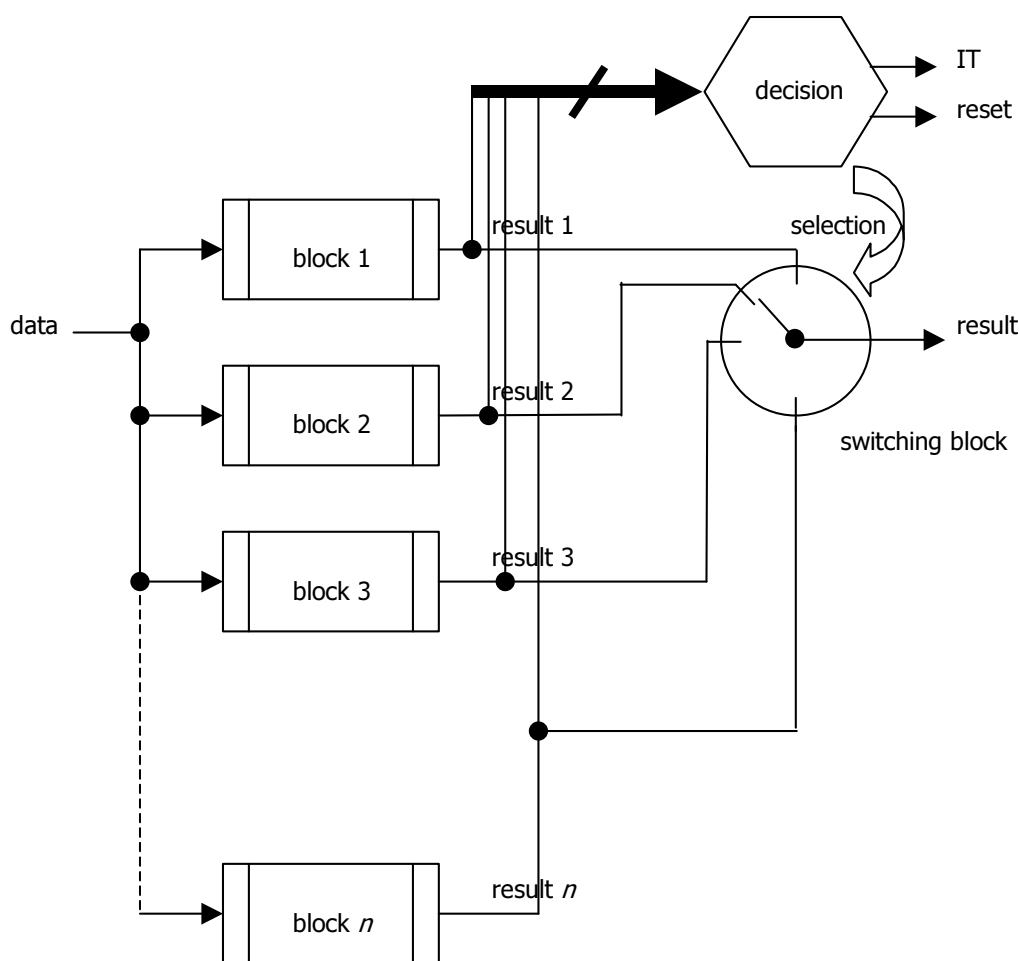 IT
decision
reset
result 1
selection
block 1
data
result
result 2
block 2
switching block
result 3
block 3
result n
block n